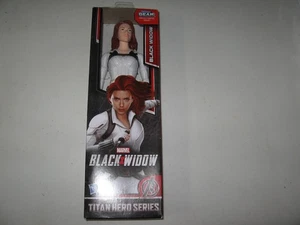 BLACK WIDOW
MARVEL
BLACK WIDOW
TITAN HERO SERIES